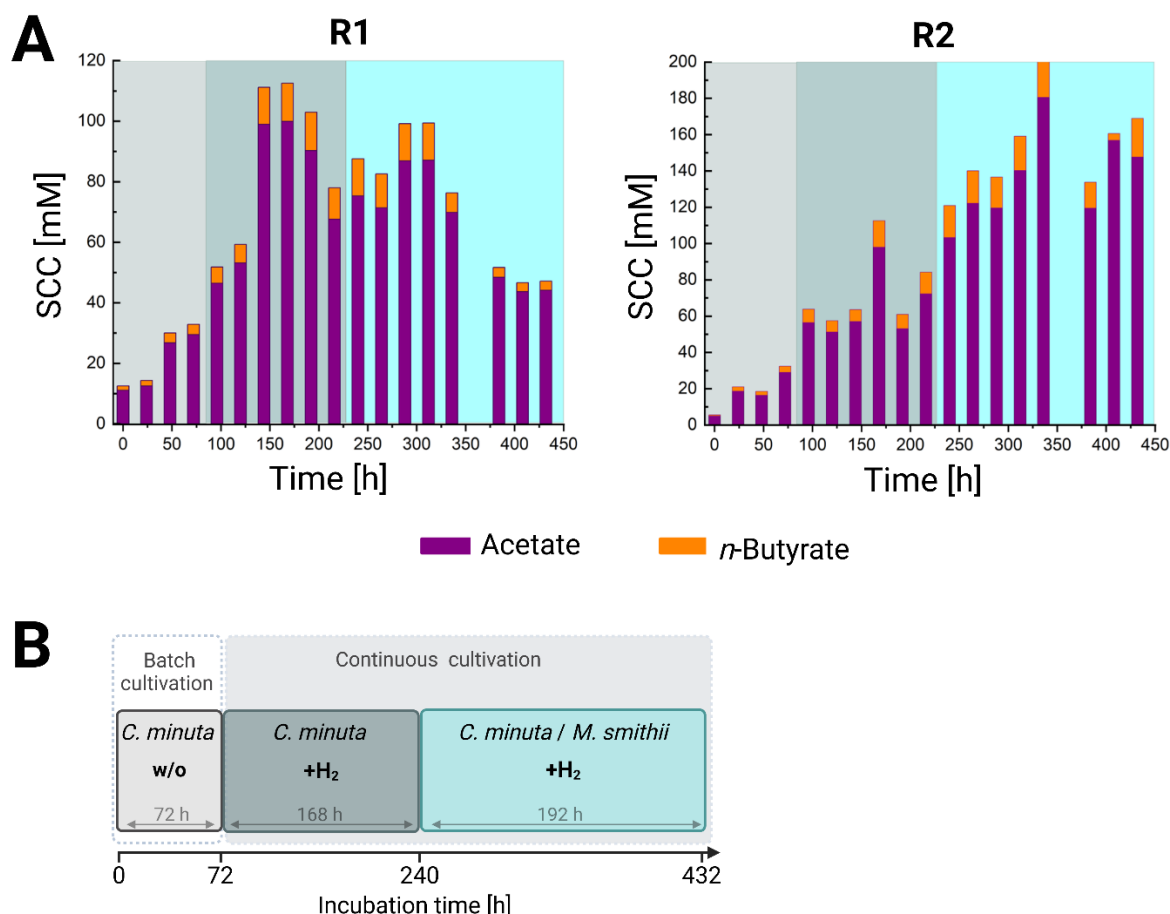 A
R1
R2
SCC [mM]
120
100
80
60
40
20
0
0 50 100 150 200 250 300 350 400 450
Time [h]
SCC [mM]
200
180
160
140
120
100
80
60
40
20
0
0 50 100 150 200 250 300 350 400 450
Time [h]
Acetate
n-Butyrate
B
Batch
cultivation
Continuous cultivation
C. minuta
w/o
72 h
C. minuta
+H₂
168 h
C. minuta / M. smithii
+H₂
192 h
0 72 240 432
Incubation time [h]